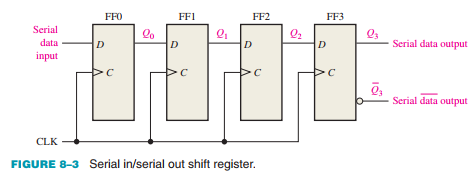 FF0 FF1 FF2 FF3
Serial
data
input
D Q₀ D Q₁ D Q₂ D Q₃ Serial data output
C C C C
Q̅₃ Serial d̅a̅t̅a̅ output
CLK
FIGURE 8–3 Serial in/serial out shift register.